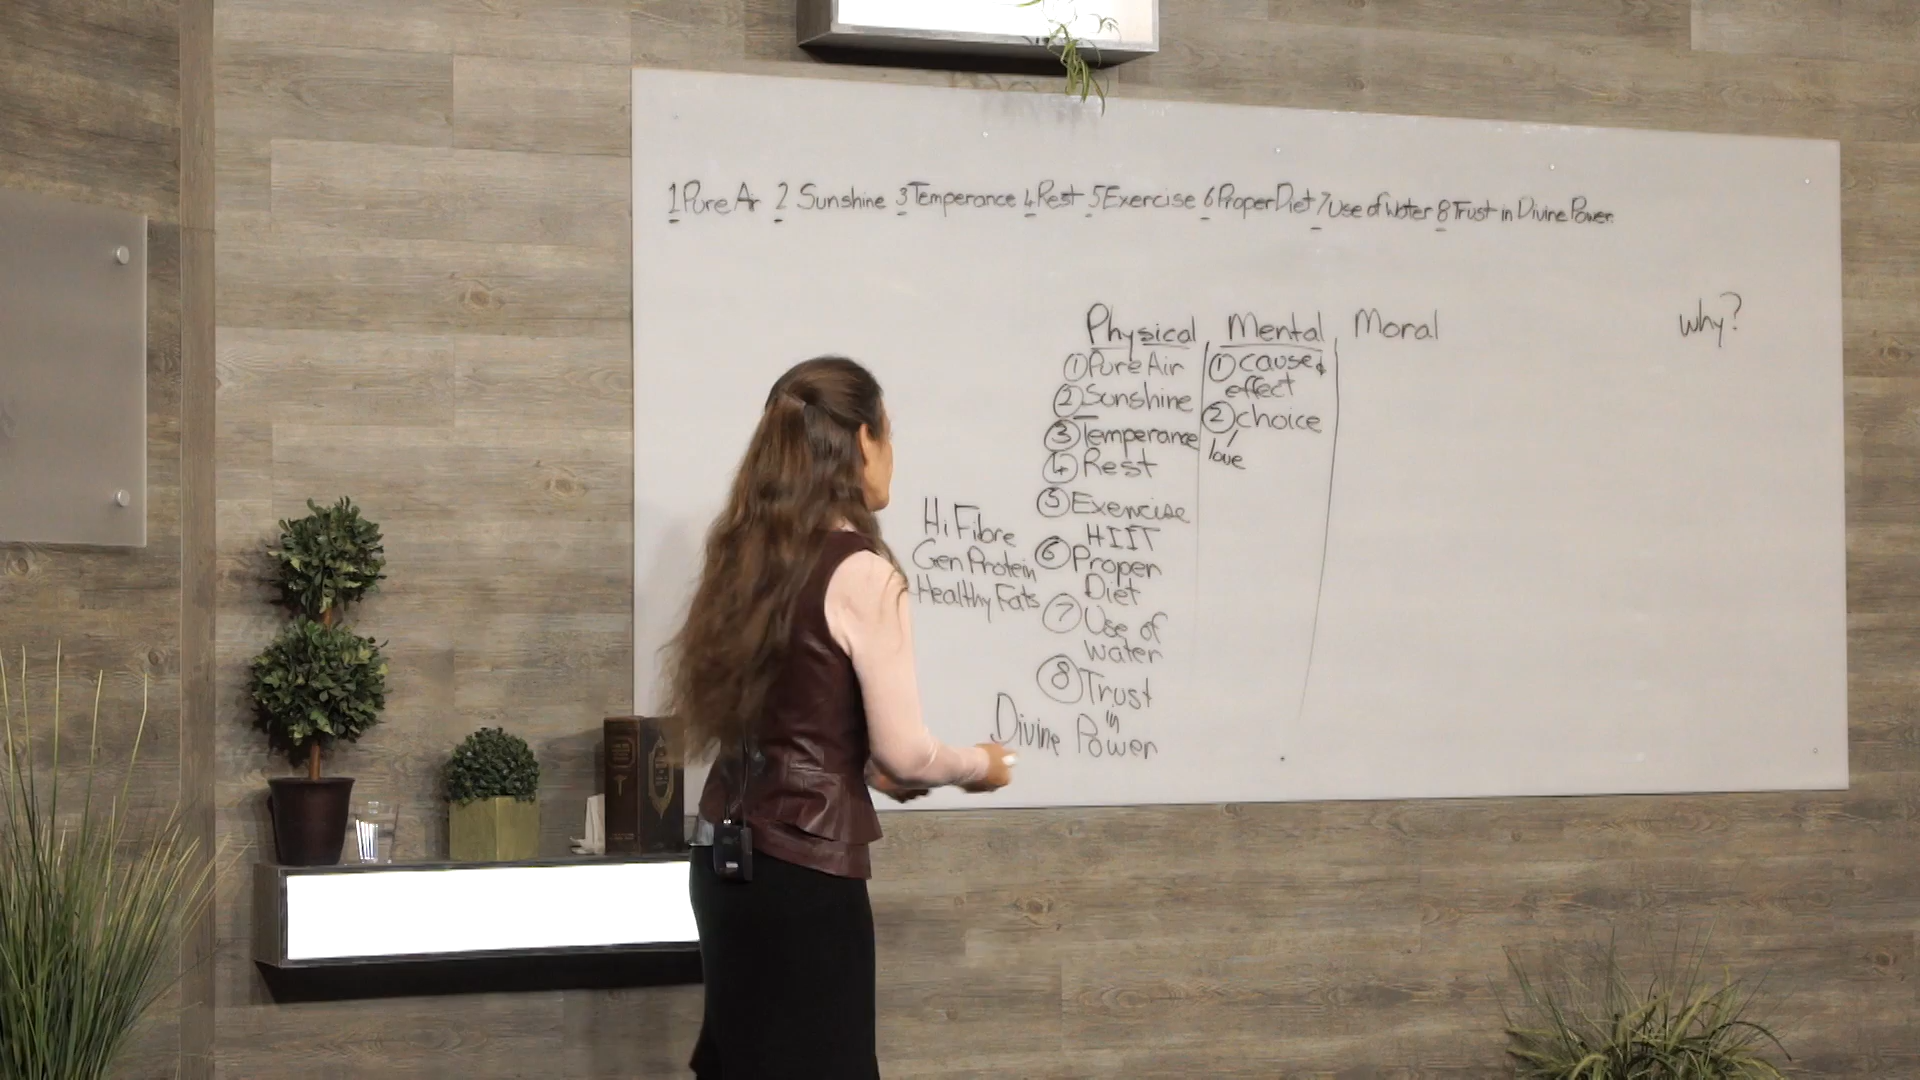 1 Pure Air 2 Sunshine 3 Temperance 4 Rest 5 Exercise 6 Proper Diet 7 Use of Water 8 Trust in Divine Power
why?
Physical
① Pure Air
② Sunshine
③ Temperance
④ Rest
⑤ Exercise
HIIT
⑥ Proper
Diet
⑦ Use of
water
⑧ Trust
in
Divine Power
Hi Fibre
Gen Protein
Healthy Fats
Mental
① cause &
effect
② choice
love
Moral